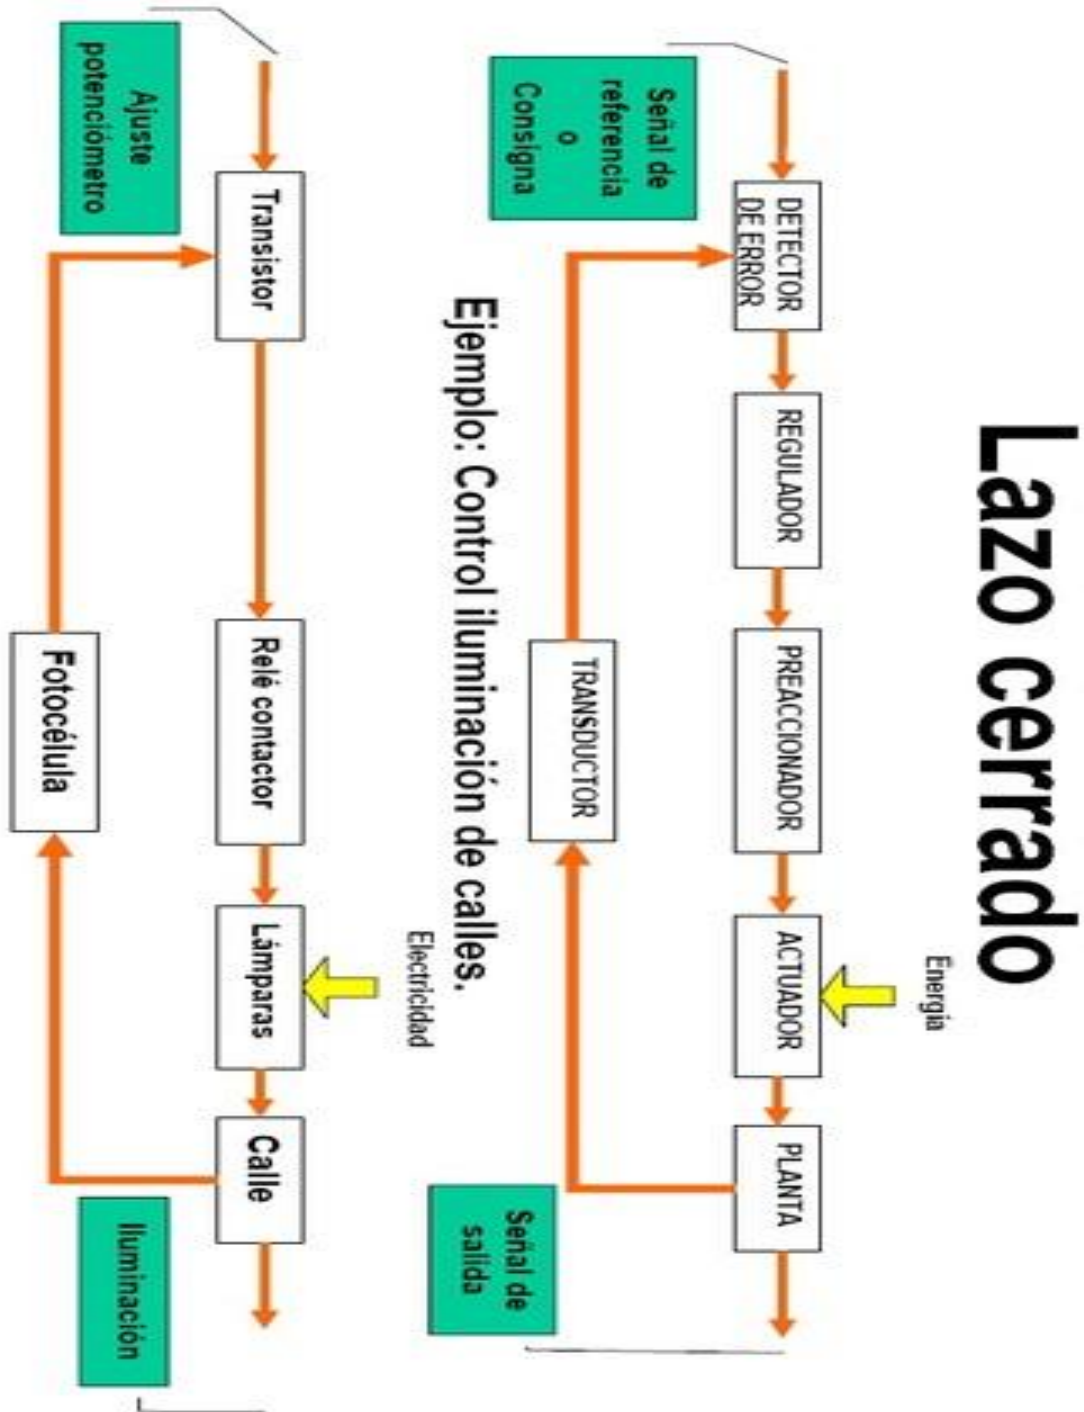 Lazo cerrado
Energía
DETECTOR
DE ERROR
REGULADOR
PREACCIONADOR
ACTUADOR
PLANTA
Señal de
referencia
o
Consigna
TRANSDUCTOR
Señal de
salida
Ejemplo: Control iluminación de calles.
Electricidad
Transistor
Relé contactor
Lámparas
Calle
Ajuste
potenciómetro
Fotocélula
Iluminación